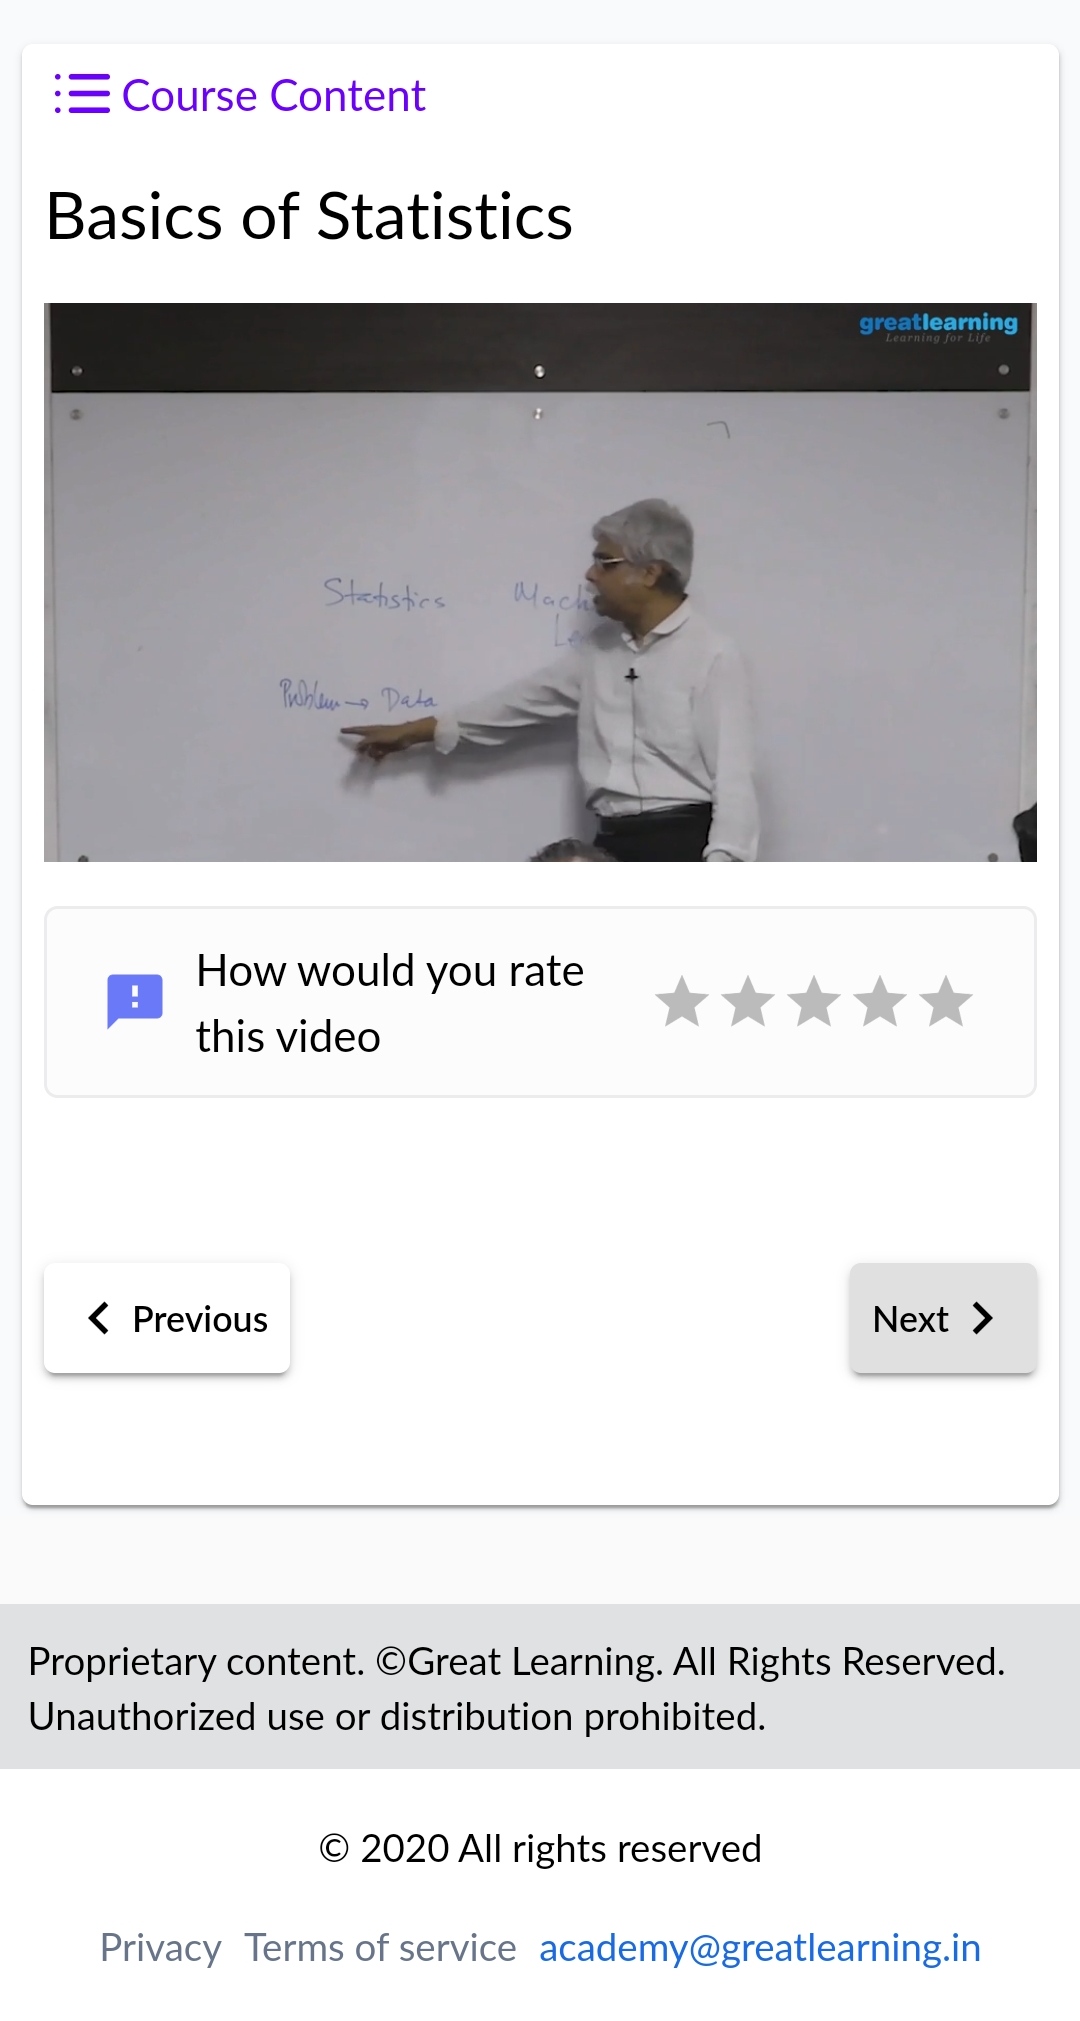 Course Content
Basics of Statistics
greatlearning
Learning for Life
Statistics Mach
Le
Problem → Data
How would you rate
this video
Previous
Next
Proprietary content. ©Great Learning. All Rights Reserved.
Unauthorized use or distribution prohibited.
© 2020 All rights reserved
Privacy Terms of service academy@greatlearning.in